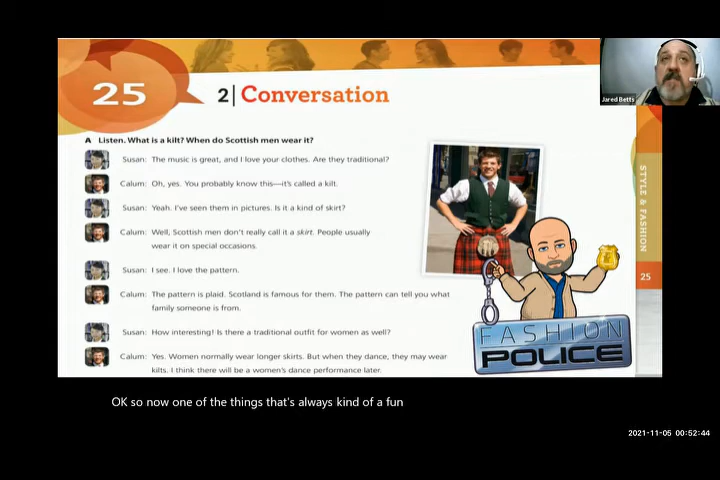 25
2 | Conversation
A Listen. What is a kilt? When do Scottish men wear it?
Susan: The music is great, and I love your clothes. Are they traditional?
Calum: Oh, yes. You probably know this—it's called a kilt.
Susan: Yeah. I've seen them in pictures. Is it a kind of skirt?
Calum: Well, Scottish men don't really call it a skirt. People usually
wear it on special occasions.
Susan: I see. I love the pattern.
Calum: The pattern is plaid. Scotland is famous for them. The pattern can tell you what
family someone is from.
Susan: How interesting! Is there a traditional outfit for women as well?
Calum: Yes. Women normally wear longer skirts. But when they dance, they may wear
kilts. I think there will be a women's dance performance later.
FASHION
POLICE
STYLE & FASHION
25
Jared Betts
OK so now one of the things that's always kind of a fun
2021-11-05 00:52:44